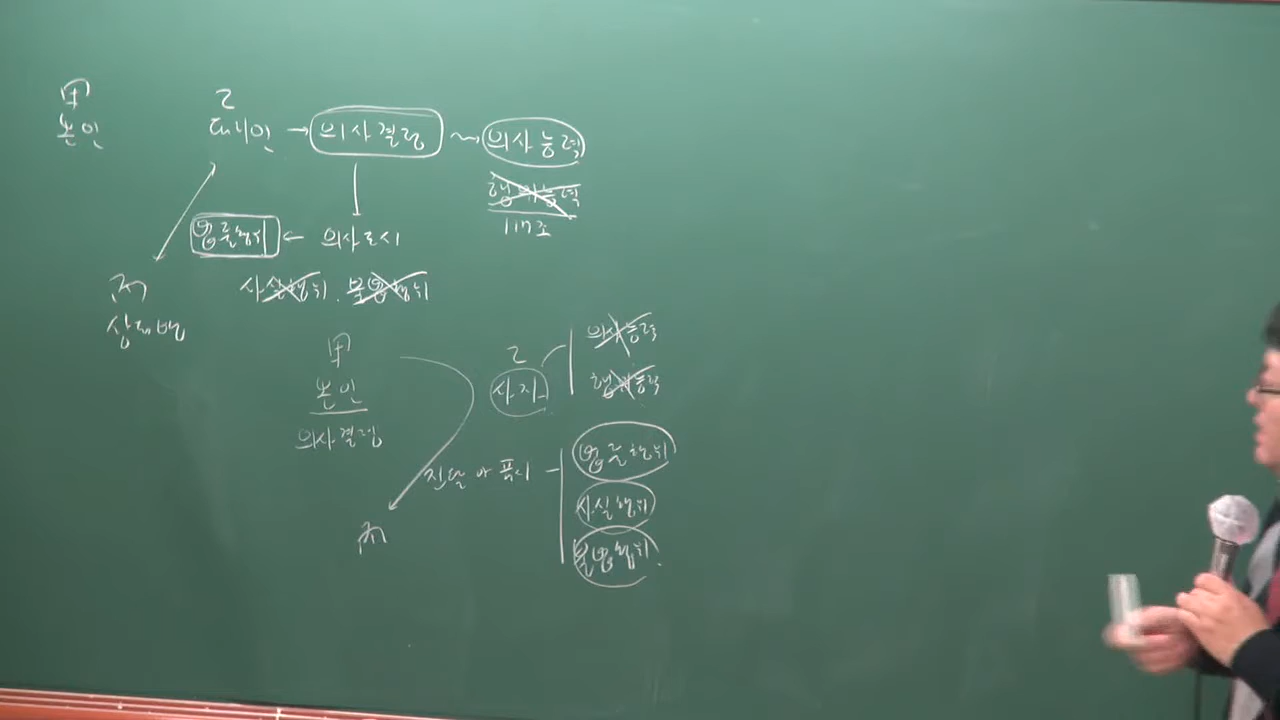 甲 乙
본인 대리인 → 의사결정 의사능력
행위능력
117조
법률행위 ← 의사표시
사실행위. 불법행위
丙
상대방
甲 乙
본인 사자
의사결정
의사능력
행위능력
전달 or 표시
법률행위
사실행위
불법행위.
丙